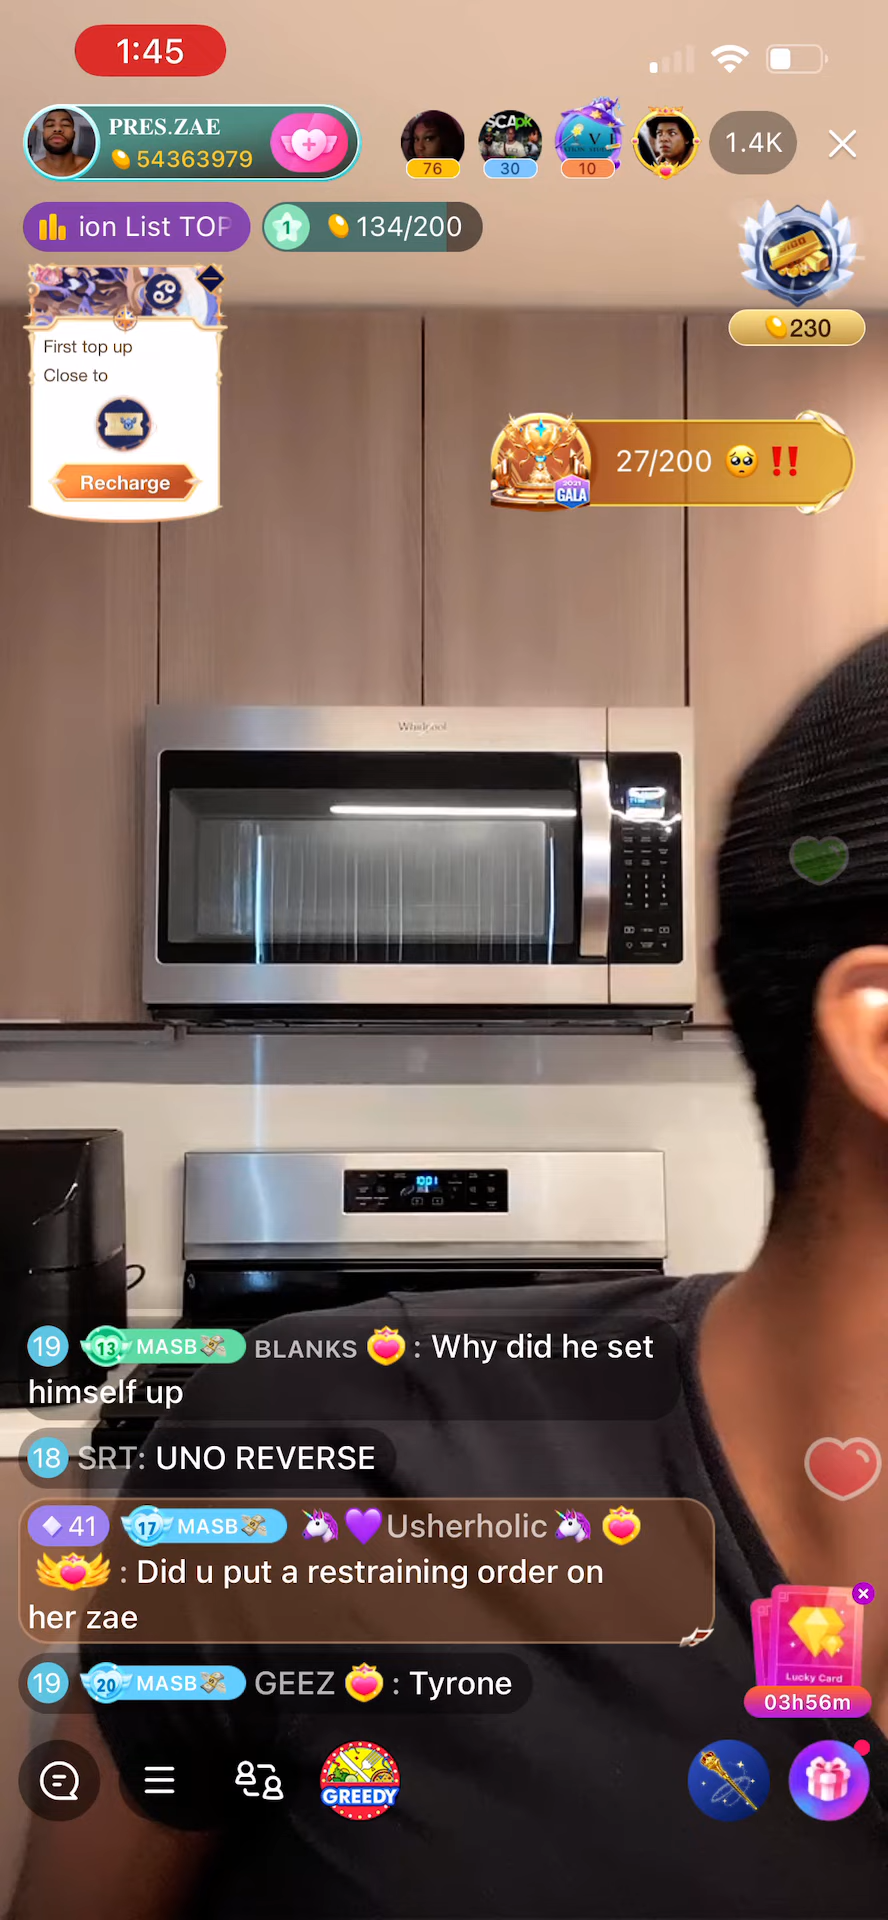 1:45
PRES.ZAE
54363979
76
30
10
1.4K
ion List TOP
1
134/200
230
First top up
Close to
Recharge
27/200 🥺 ‼️
2021
GALA
Whirlpool
19 13 MASB💸 BLANKS : Why did he set
himself up
18 SRT: UNO REVERSE
41 17 MASB💸 🦄💜Usherholic🦄
: Did u put a restraining order on
her zae
19 20 MASB💸 GEEZ : Tyrone
Lucky Card
03h56m
GREEDY